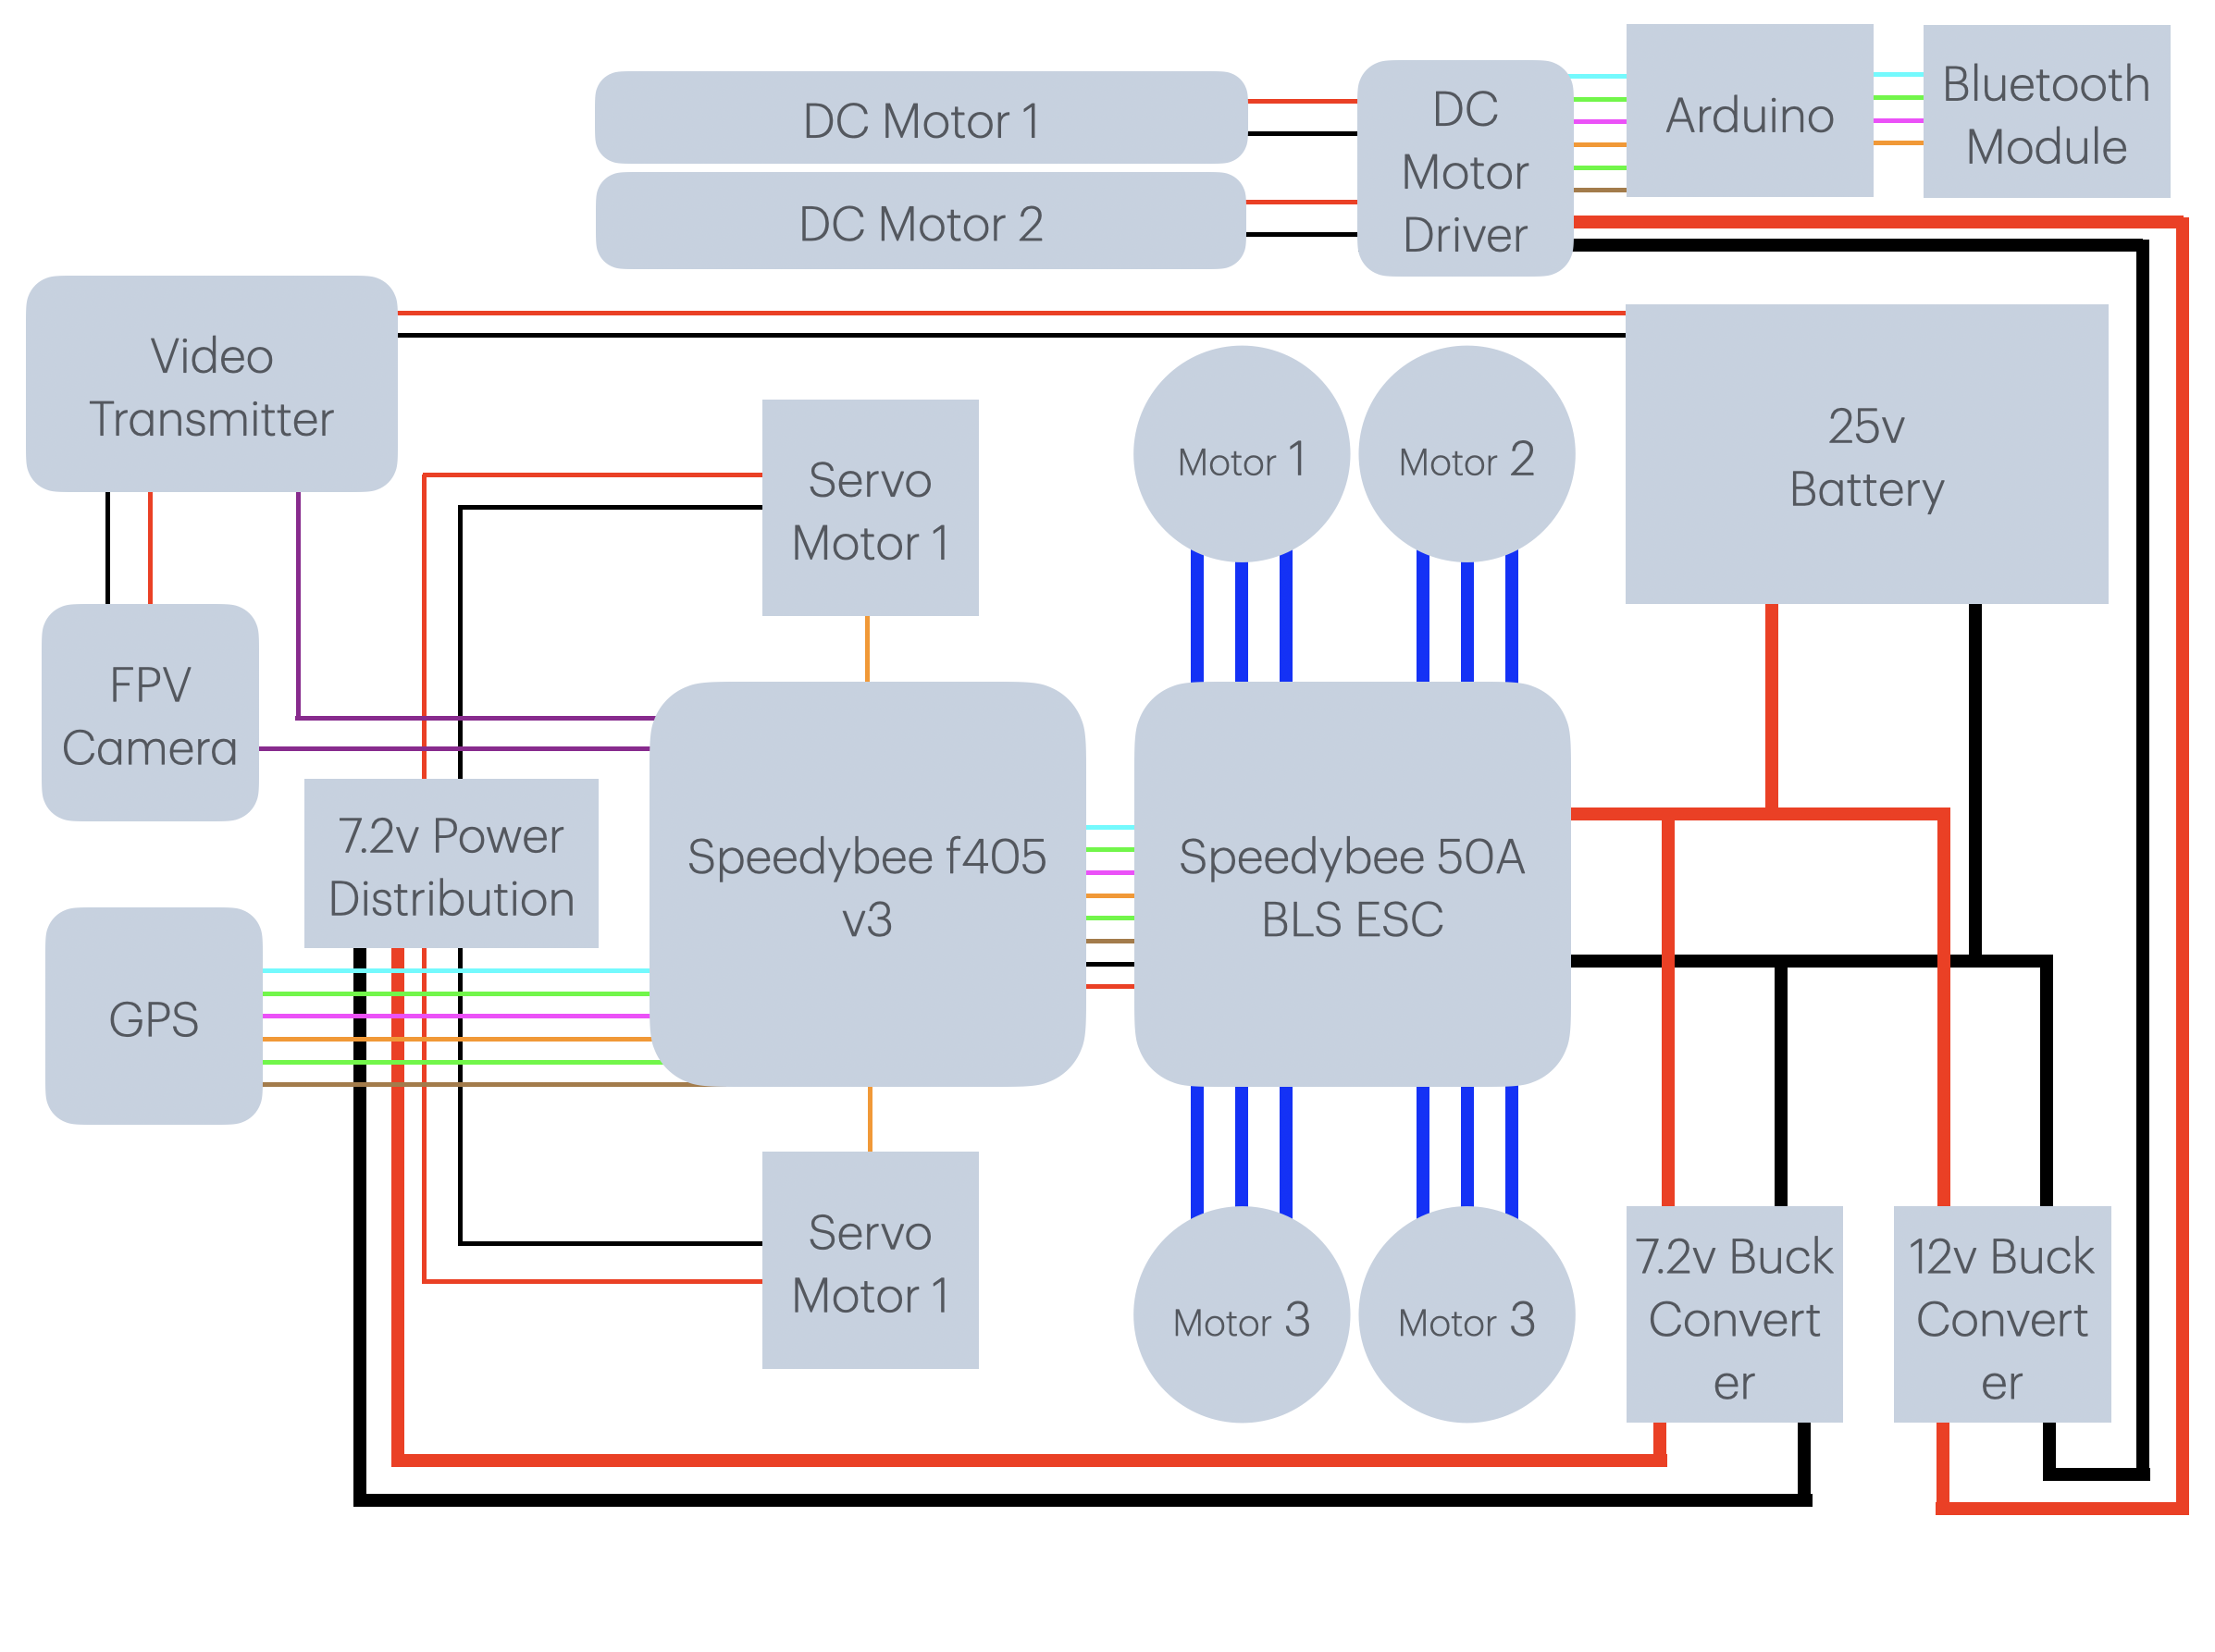 DC Motor 1
DC Motor 2
DC
Motor
Driver
Arduino
Bluetooth
Module
Video
Transmitter
Servo
Motor 1
Motor 1
Motor 2
25v
Battery
FPV
Camera
7.2v Power
Distribution
Speedybee f405
v3
Speedybee 50A
BLS ESC
GPS
Servo
Motor 1
Motor 3
Motor 3
7.2v Buck
Convert
er
12v Buck
Convert
er